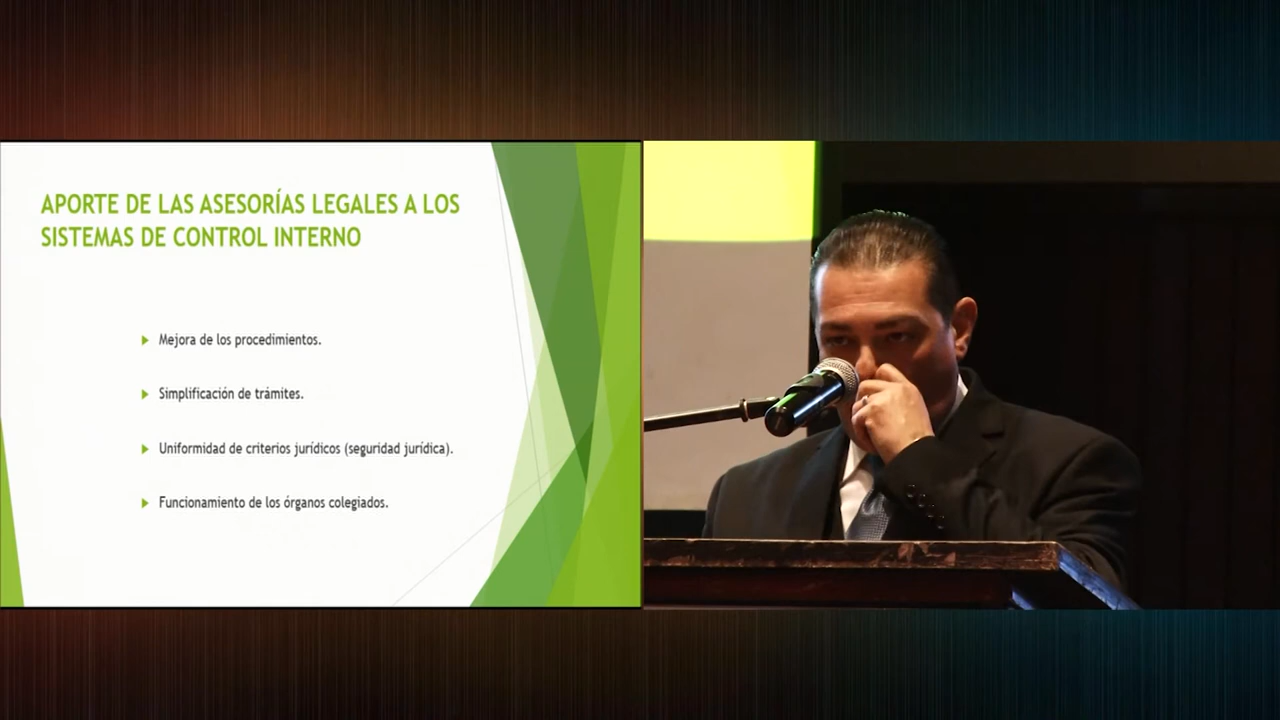 APORTE DE LAS ASESORÍAS LEGALES A LOS
SISTEMAS DE CONTROL INTERNO
Mejora de los procedimientos.
Simplificación de trámites.
Uniformidad de criterios jurídicos (seguridad jurídica).
Funcionamiento de los órganos colegiados.